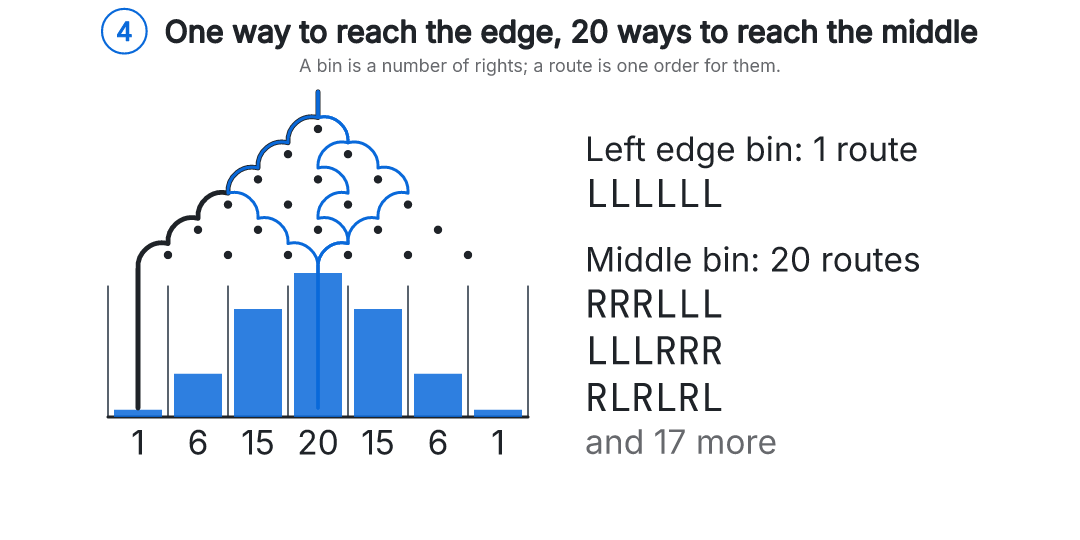 4 One way to reach the edge, 20 ways to reach the middle
A bin is a number of rights; a route is one order for them.
Left edge bin: 1 route
LLLLLL
Middle bin: 20 routes
RRRLLL
LLLRRR
RLRLRL
and 17 more
1 6 15 20 15 6 1